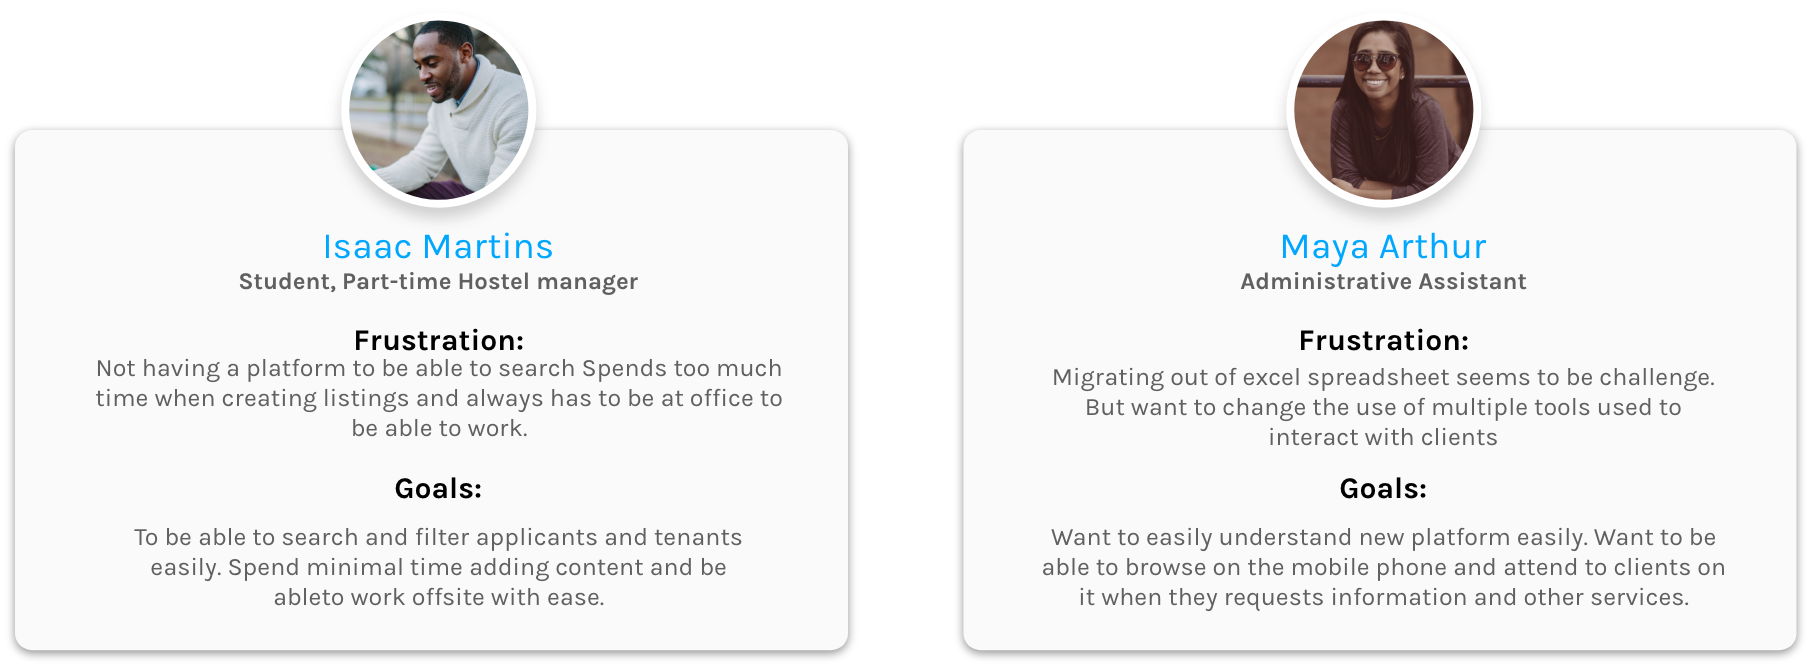 Isaac Martins
Student, Part-time Hostel manager
Frustration:
Not having a platform to be able to search Spends too much
time when creating listings and always has to be at office to
be able to work.
Goals:
To be able to search and filter applicants and tenants
easily. Spend minimal time adding content and be
ableto work offsite with ease.
Maya Arthur
Administrative Assistant
Frustration:
Migrating out of excel spreadsheet seems to be challenge.
But want to change the use of multiple tools used to
interact with clients
Goals:
Want to easily understand new platform easily. Want to be
able to browse on the mobile phone and attend to clients on
it when they requests information and other services.